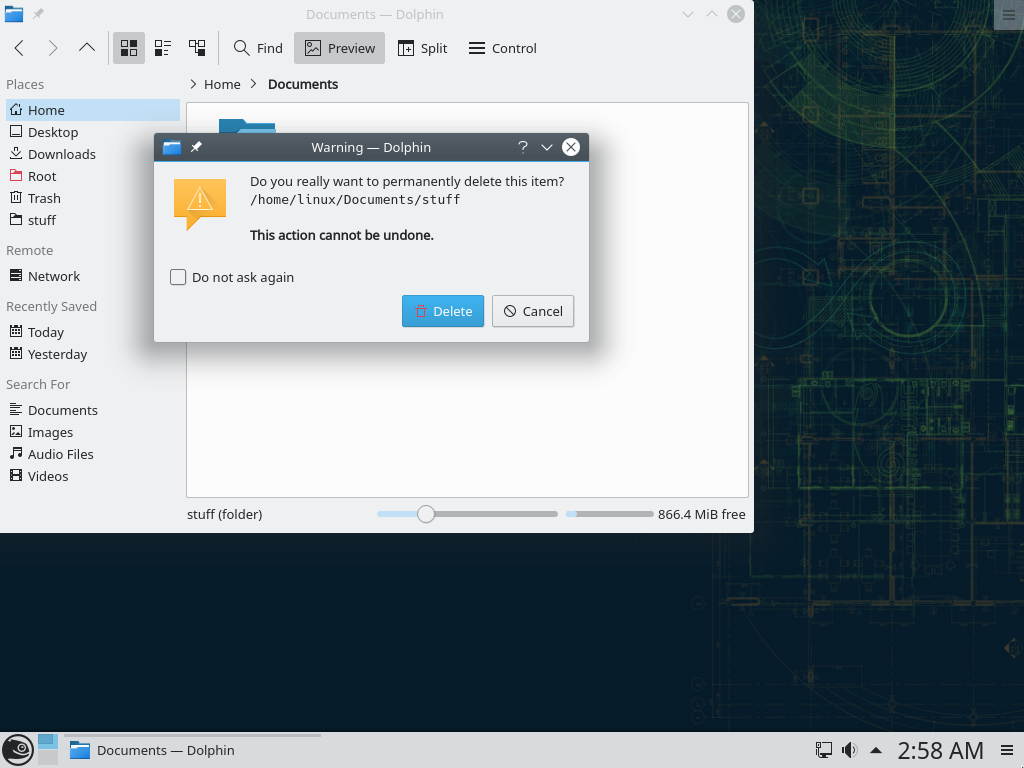 Documents — Dolphin
Find
Preview
Split
Control
Places
Home
Desktop
Downloads
Root
Trash
stuff
Remote
Network
Recently Saved
Today
Yesterday
Search For
Documents
Images
Audio Files
Videos
Home
Documents
Warning — Dolphin
Do you really want to permanently delete this item?
/home/linux/Documents/stuff
This action cannot be undone.
Do not ask again
Delete
Cancel
stuff (folder)
866.4 MiB free
Documents — Dolphin
2:58 AM